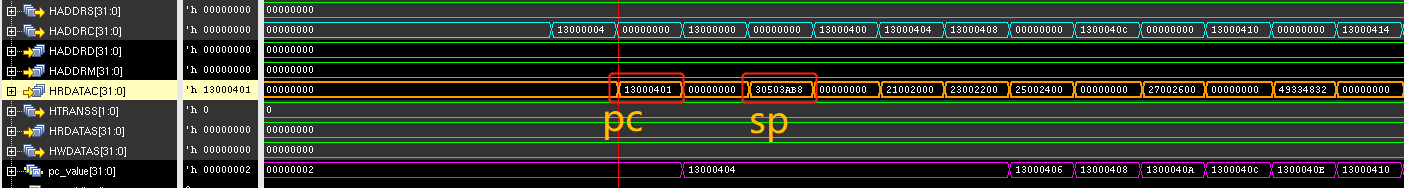 HADDRS[31:0] 'h 00000000 00000000
HADDRC[31:0] 'h 00000000 00000000 13000004 00000000 13000000 00000000 13000400 13000404 13000408 00000000 1300040C 00000000 13000410 00000000 13000414
HADDRD[31:0] 'h 00000000 00000000
HADDRM[31:0] 'h 00000000 00000000
HRDATAC[31:0] 'h 13000401 00000000 13000401 00000000 30503AB8 00000000 21002000 23002200 25002400 00000000 27002600 00000000 49334832 00000000
pc sp
HTRANSS[1:0] 'h 0 0
HRDATAS[31:0] 'h 00000000 00000000
HWDATAS[31:0] 'h 00000000 00000000
pc_value[31:0] 'h 00000002 00000002 13000404 13000406 13000408 1300040A 1300040C 1300040E 13000410